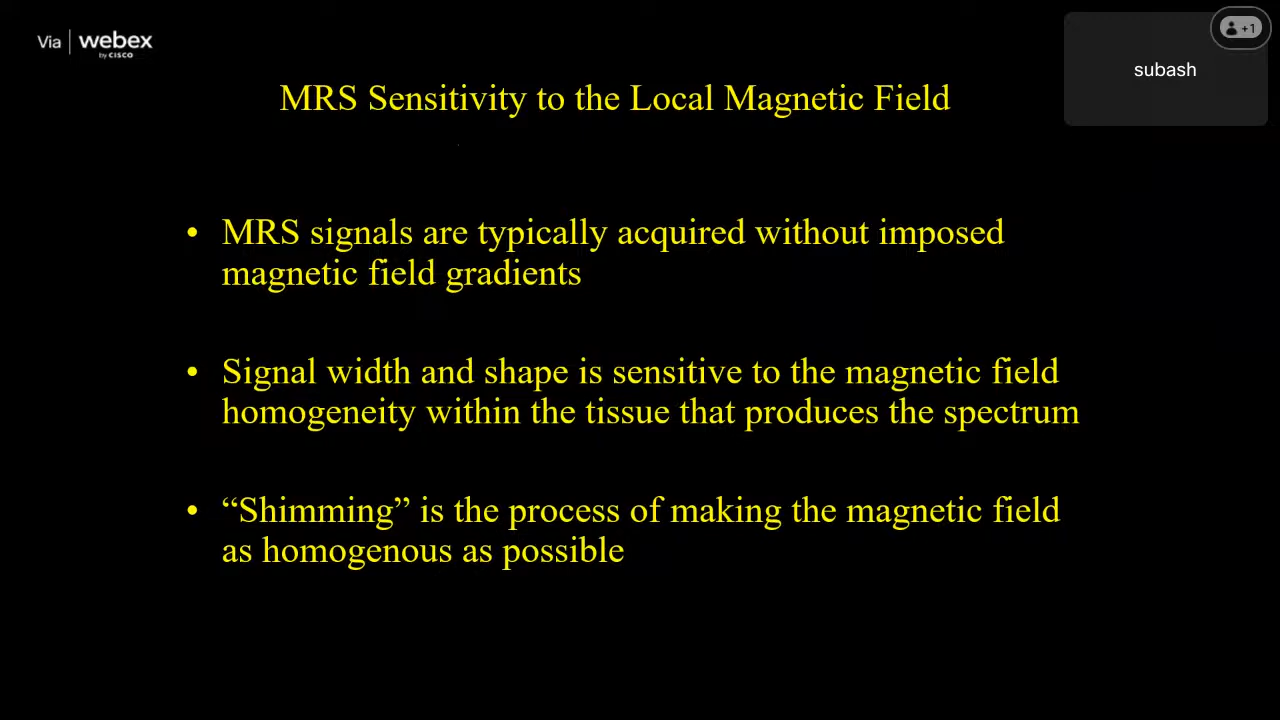 Via | webex
by CISCO
+1
subash
MRS Sensitivity to the Local Magnetic Field
• MRS signals are typically acquired without imposed
magnetic field gradients
• Signal width and shape is sensitive to the magnetic field
homogeneity within the tissue that produces the spectrum
• “Shimming” is the process of making the magnetic field
as homogenous as possible